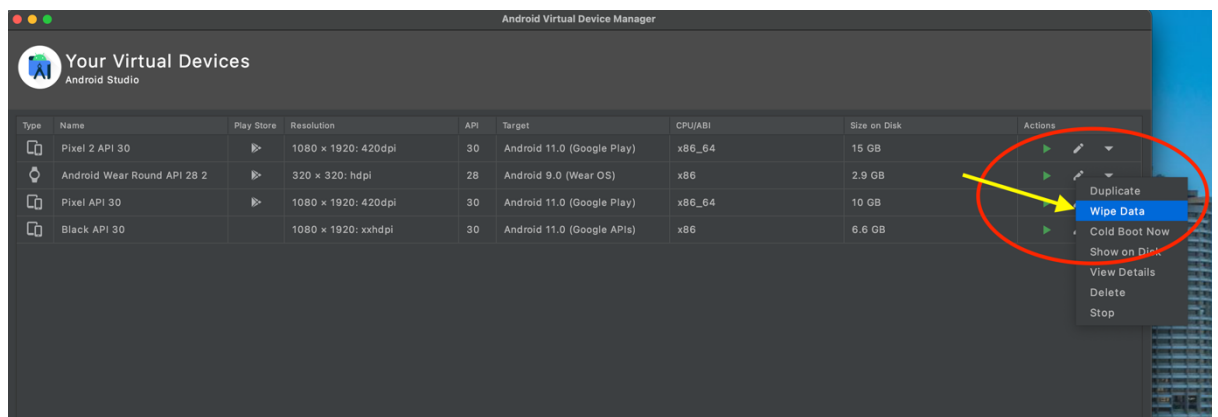 Android Virtual Device Manager
Your Virtual Devices
Android Studio
Type Name Play Store Resolution API Target CPU/ABI Size on Disk Actions
Pixel 2 API 30 1080 × 1920: 420dpi 30 Android 11.0 (Google Play) x86_64 15 GB
Android Wear Round API 28 2 320 × 320: hdpi 28 Android 9.0 (Wear OS) x86 2.9 GB
Pixel API 30 1080 × 1920: 420dpi 30 Android 11.0 (Google Play) x86_64 10 GB
Black API 30 1080 × 1920: xxhdpi 30 Android 11.0 (Google APIs) x86 6.6 GB
Duplicate
Wipe Data
Cold Boot Now
Show on Disk
View Details
Delete
Stop